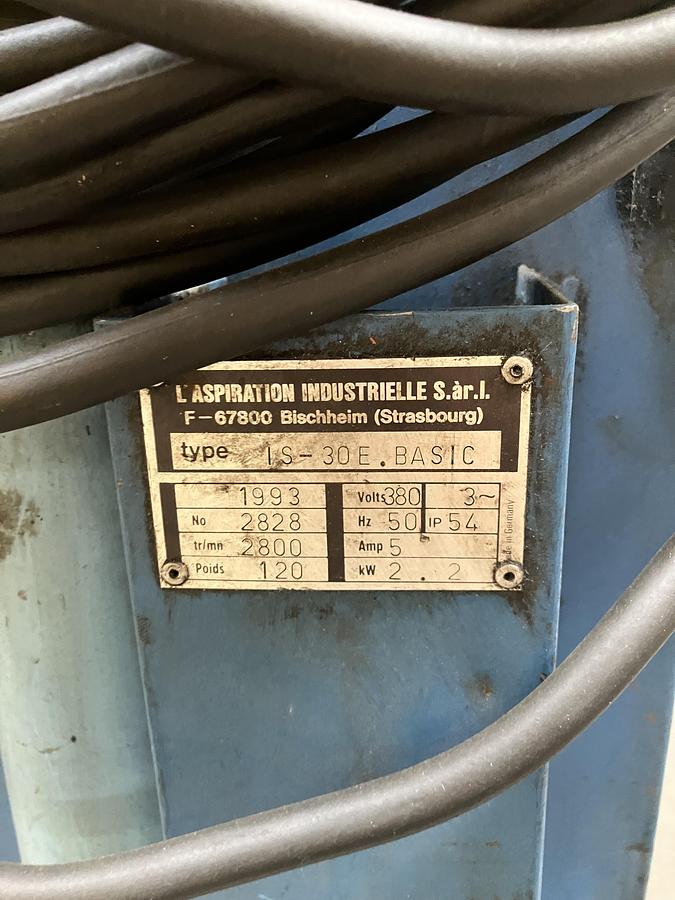 L'ASPIRATION INDUSTRIELLE S.àr.l.
F-67800 Bischheim (Strasbourg)
type IS-30E.BASIC
1993 Volts 380 3~
No 2828 Hz 50 IP 54
tr/mn 2800 Amp 5
Poids 120 kW 2.2
in Germany